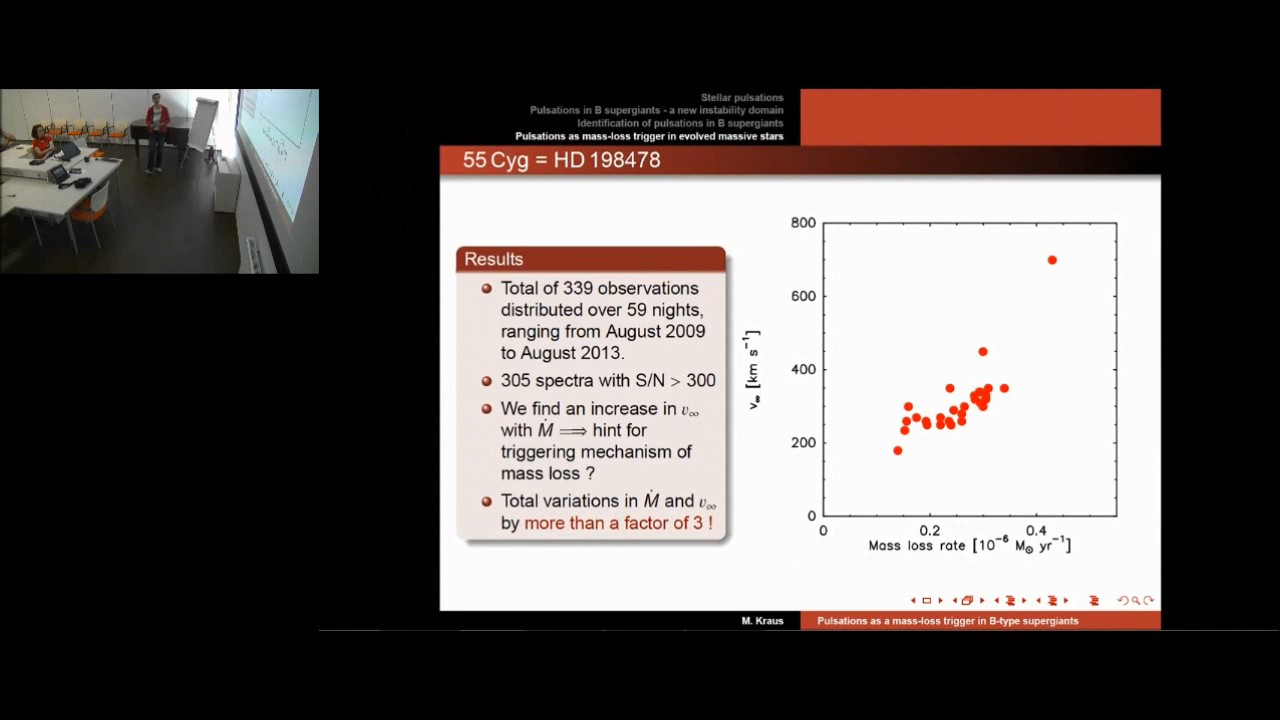 Stellar pulsations
Pulsations in B supergiants - a new instability domain
Identification of pulsations in B supergiants
Pulsations as mass-loss trigger in evolved massive stars
55 Cyg = HD 198478
Results
Total of 339 observations
distributed over 59 nights,
ranging from August 2009
to August 2013.
305 spectra with S/N > 300
We find an increase in v∞
with Ṁ ⟹ hint for
triggering mechanism of
mass loss ?
Total variations in Ṁ and v∞
by more than a factor of 3 !
800
600
400
200
0
v∞ [km s⁻¹]
0 0.2 0.4
Mass loss rate [10⁻⁶ M⊙ yr⁻¹]
M. Kraus
Pulsations as a mass-loss trigger in B-type supergiants